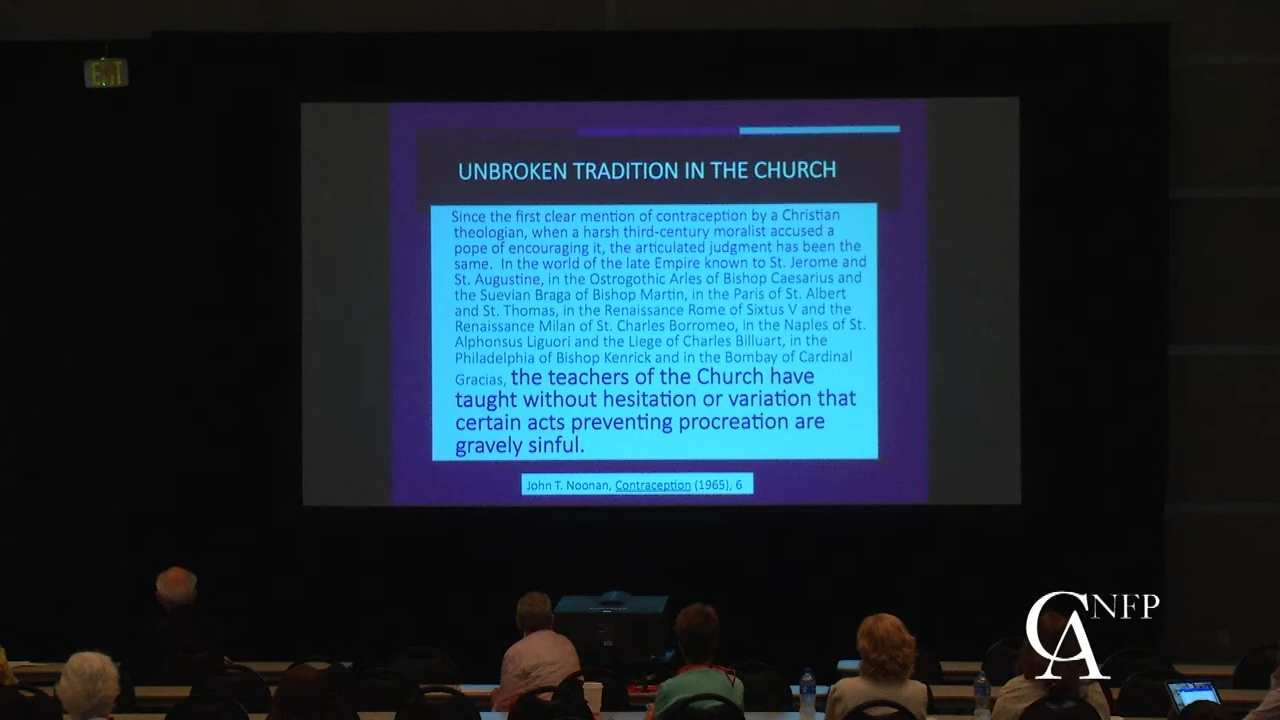 EXIT
UNBROKEN TRADITION IN THE CHURCH
Since the first clear mention of contraception by a Christian
theologian, when a harsh third-century moralist accused a
pope of encouraging it, the articulated judgment has been the
same. In the world of the late Empire known to St. Jerome and
St. Augustine, in the Ostrogothic Arles of Bishop Caesarius and
the Suevian Braga of Bishop Martin, in the Paris of St. Albert
and St. Thomas, in the Renaissance Rome of Sixtus V and the
Renaissance Milan of St. Charles Borromeo, in the Naples of St.
Alphonsus Liguori and the Liege of Charles Billuart, in the
Philadelphia of Bishop Kenrick and in the Bombay of Cardinal
Gracias, the teachers of the Church have
taught without hesitation or variation that
certain acts preventing procreation are
gravely sinful.
John T. Noonan, Contraception (1965), 6
CA NFP